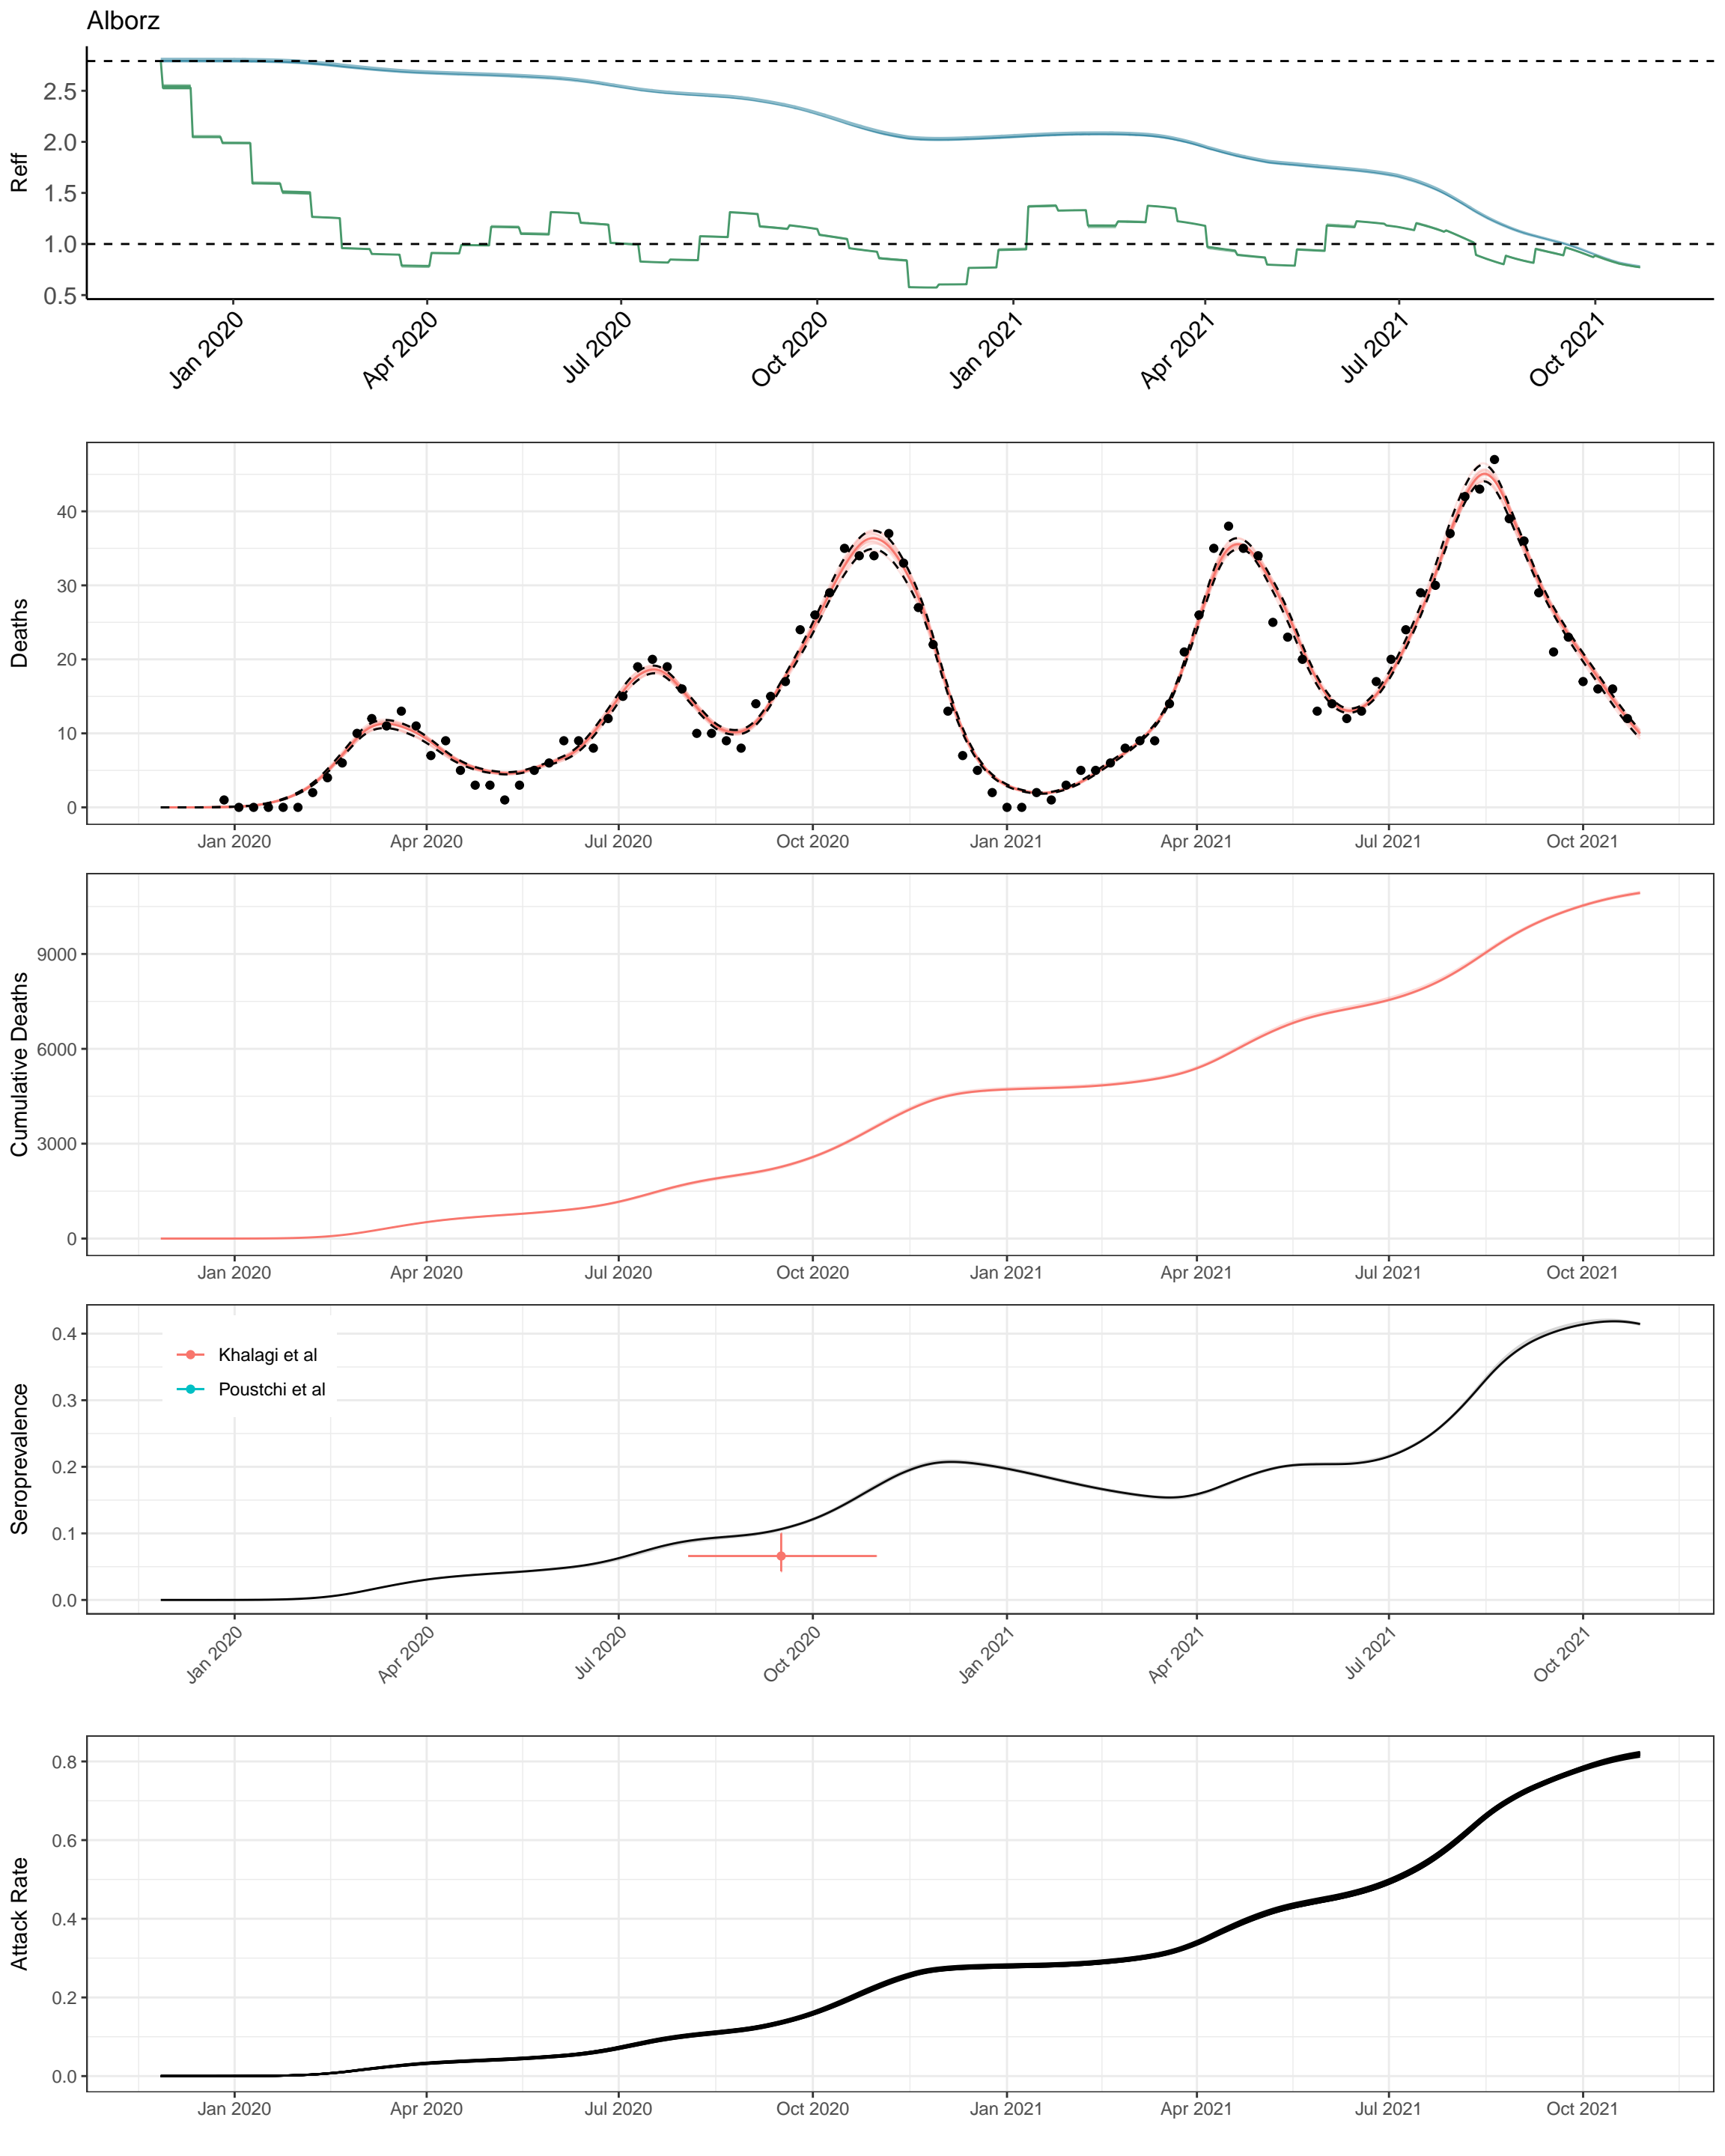 Alborz
Reff
2.5
2.0
1.5
1.0
0.5
Jan 2020 Apr 2020 Jul 2020 Oct 2020 Jan 2021 Apr 2021 Jul 2021 Oct 2021
Deaths
40
30
20
10
0
Jan 2020 Apr 2020 Jul 2020 Oct 2020 Jan 2021 Apr 2021 Jul 2021 Oct 2021
Cumulative Deaths
9000
6000
3000
0
Jan 2020 Apr 2020 Jul 2020 Oct 2020 Jan 2021 Apr 2021 Jul 2021 Oct 2021
Seroprevalence
0.4
0.3
0.2
0.1
0.0
Khalagi et al
Poustchi et al
Jan 2020 Apr 2020 Jul 2020 Oct 2020 Jan 2021 Apr 2021 Jul 2021 Oct 2021
Attack Rate
0.8
0.6
0.4
0.2
0.0
Jan 2020 Apr 2020 Jul 2020 Oct 2020 Jan 2021 Apr 2021 Jul 2021 Oct 2021